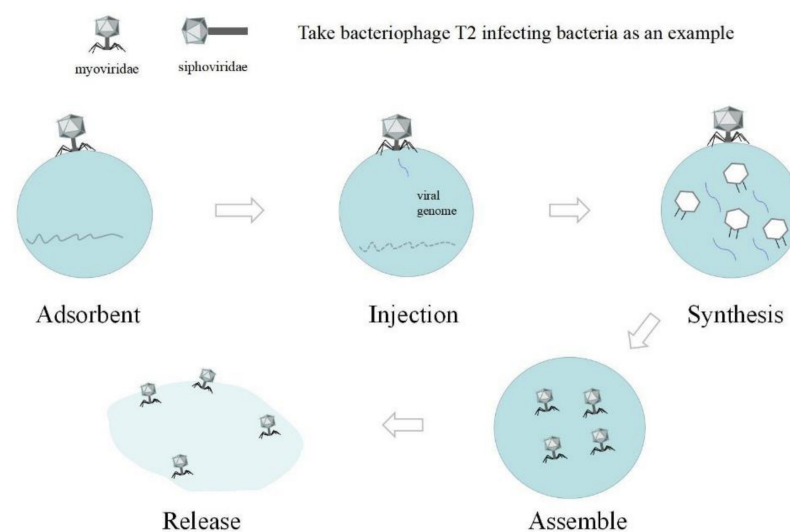 Take bacteriophage T2 infecting bacteria as an example
myoviridae
siphoviridae
viral
genome
Adsorbent
Injection
Synthesis
Release
Assemble